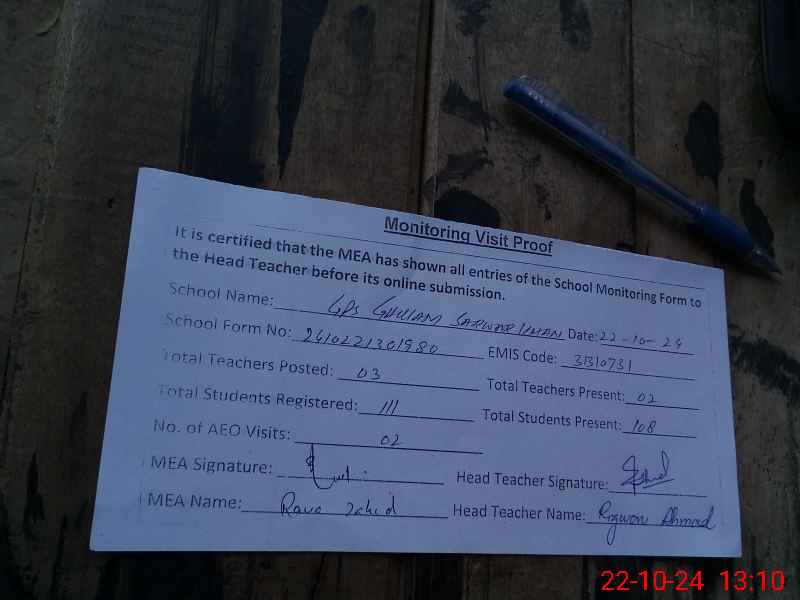 Monitoring Visit Proof
It is certified that the MEA has shown all entries of the School Monitoring Form to
the Head Teacher before its online submission.
School Name: GPS GHULAM SARWAR KHAN Date: 22-10-24
School Form No: 2410221301980 EMIS Code: 31310731
Total Teachers Posted: 03 Total Teachers Present: 02
Total Students Registered: 111 Total Students Present: 108
No. of AEO Visits: 02
MEA Signature: Head Teacher Signature:
MEA Name: Rana Zahid Head Teacher Name: Rizwan Ahmad
22-10-24 13:10